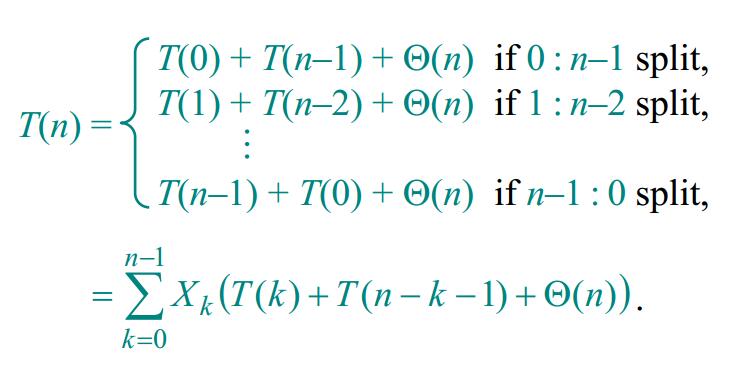 T(0) + T(n–1) + Θ(n) if 0 : n–1 split,
T(1) + T(n–2) + Θ(n) if 1 : n–2 split,
T(n) =
⋮
T(n–1) + T(0) + Θ(n) if n–1 : 0 split,
n–1
= ∑ X_k (T(k) + T(n – k – 1) + Θ(n)).
k=0